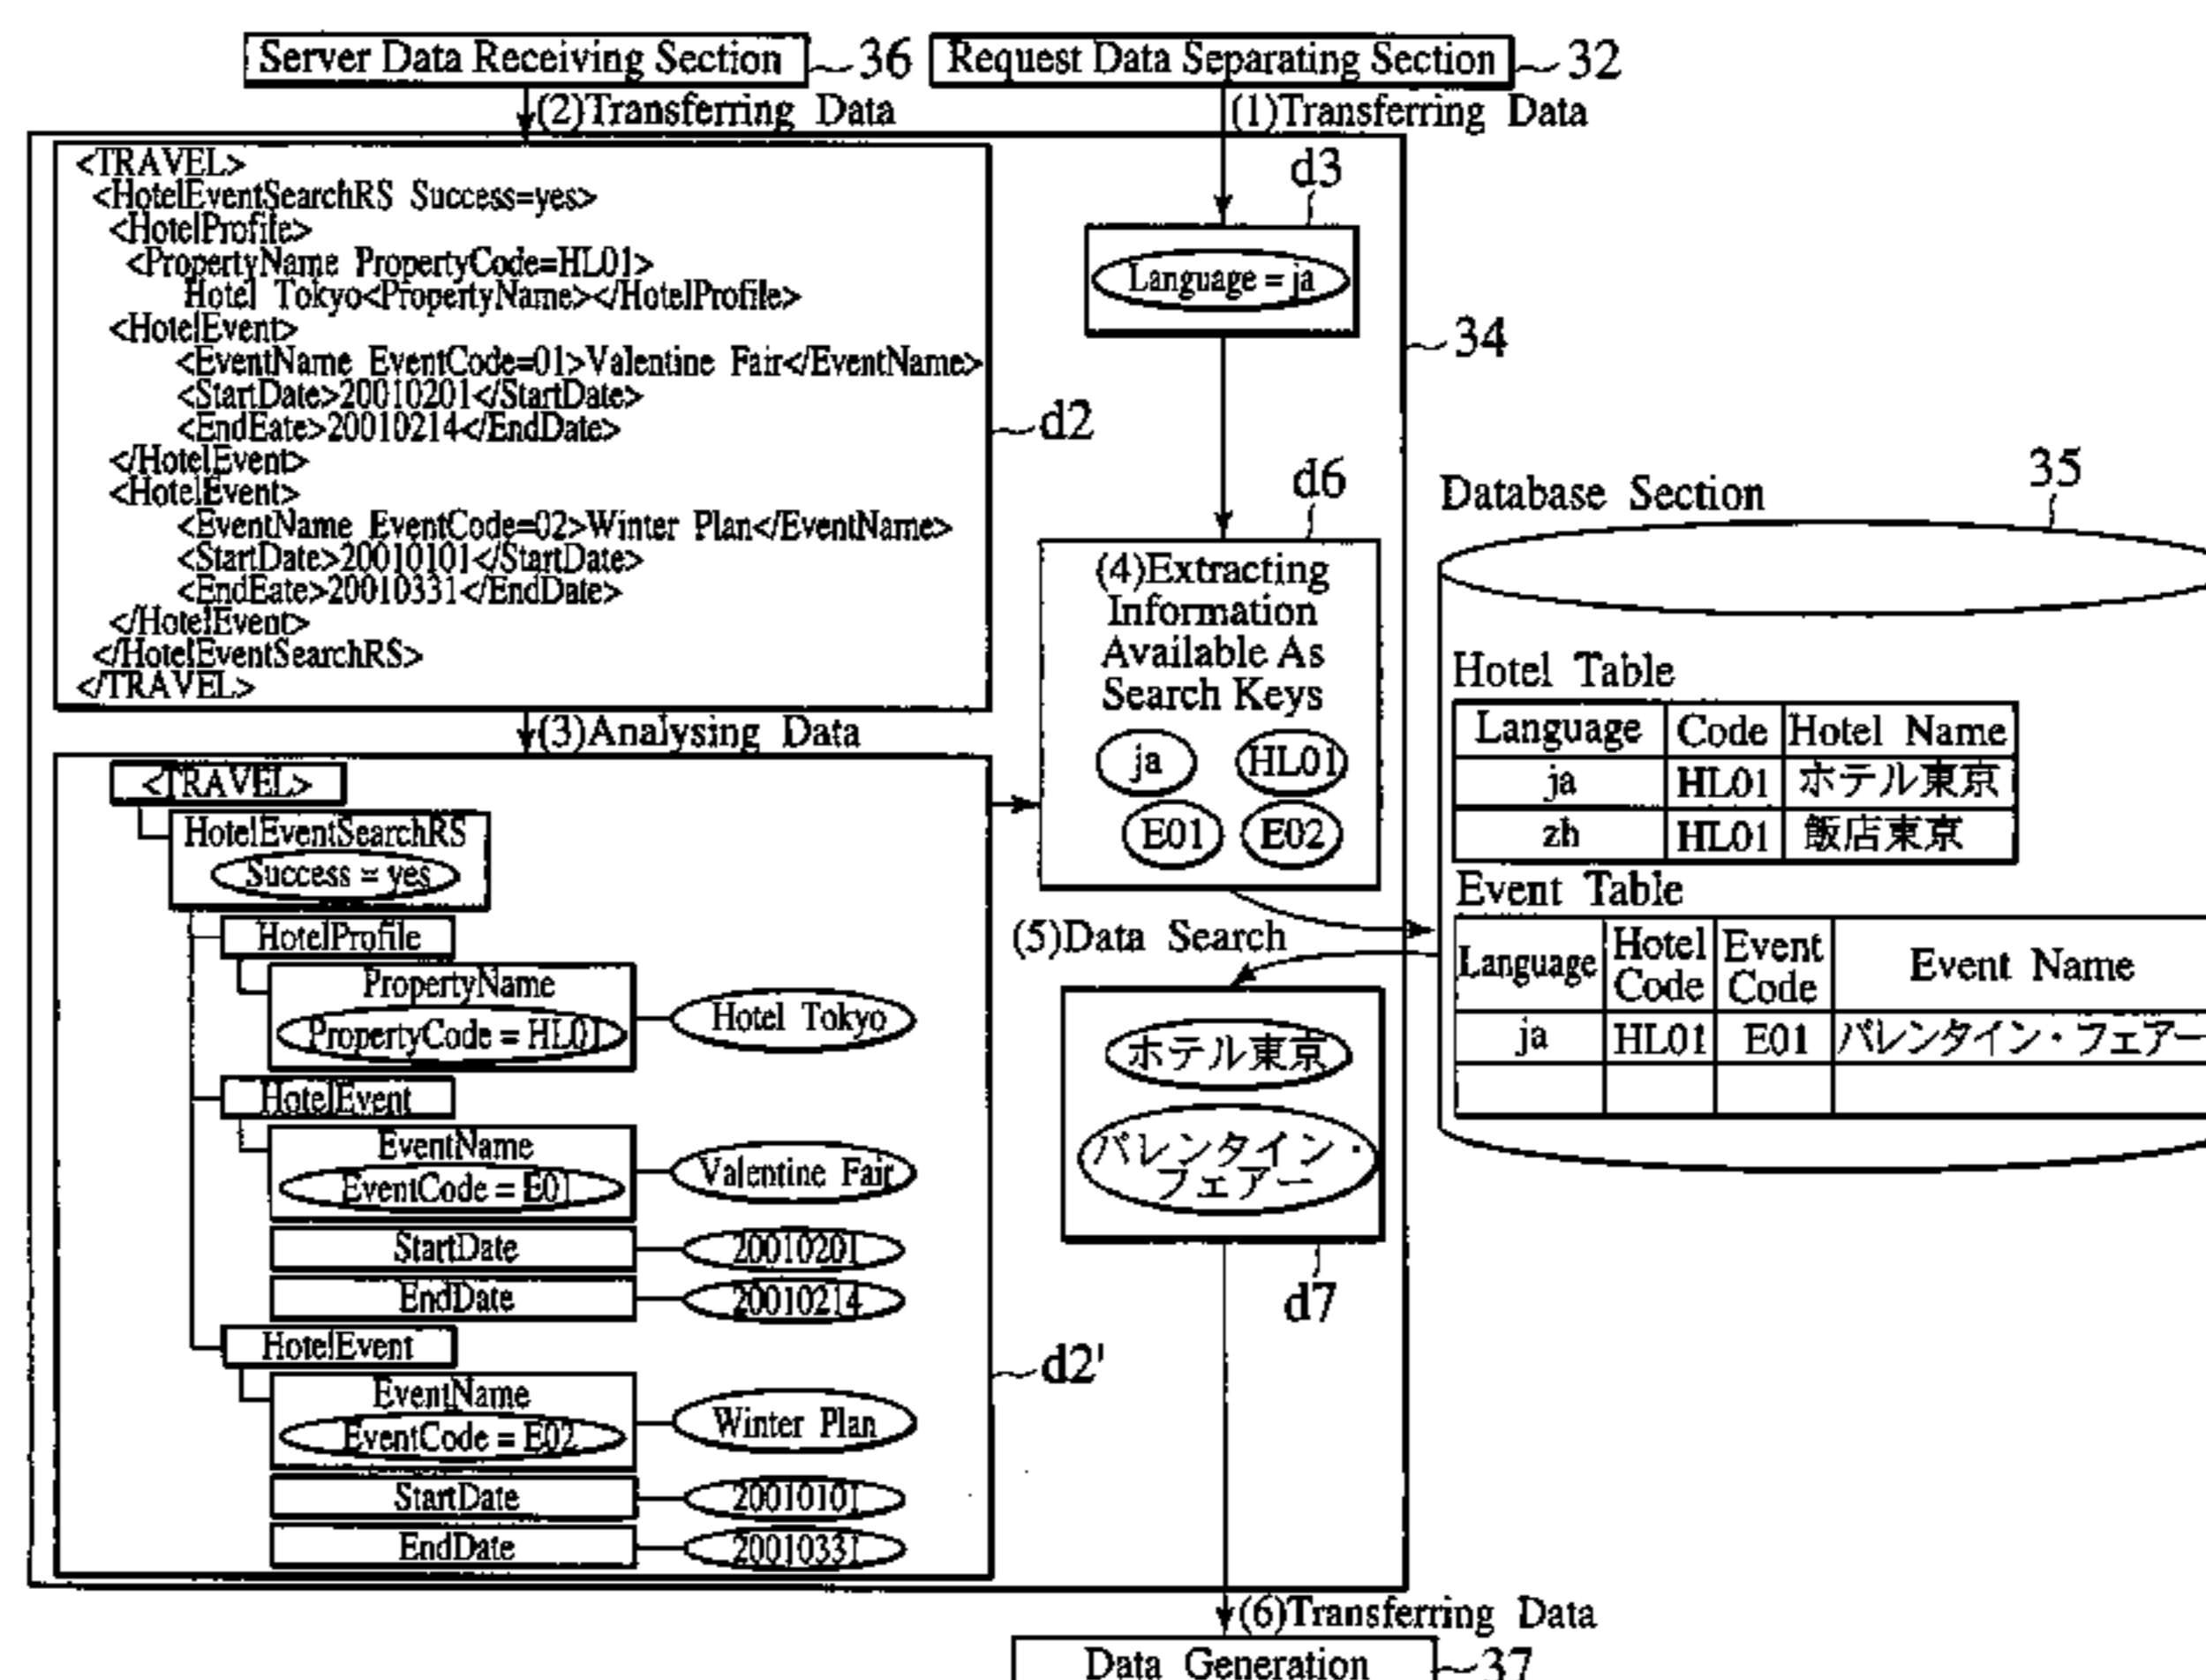 Server Data Receiving Section
36
Request Data Separating Section
32
(2)Transferring Data
(1)Transferring Data
<TRAVEL>
<HotelEventSearchRS Success=yes>
<HotelProfile>
<PropertyName PropertyCode=HL01>
Hotel Tokyo<PropertyName></HotelProfile>
<HotelEvent>
<EventName EventCode=01>Valentine Fair</EventName>
<StartDate>20010201</StartDate>
<EndEate>20010214</EndDate>
</HotelEvent>
<HotelEvent>
<EventName EventCode=02>Winter Plan</EventName>
<StartDate>20010101</StartDate>
<EndEate>20010331</EndDate>
</HotelEvent>
</HotelEventSearchRS>
</TRAVEL>
d2
d3
Language = ja
34
d6
(4)Extracting
Information
Available As
Search Keys
ja
HL01
E01
E02
(3)Analysing Data
<TRAVEL>
HotelEventSearchRS
Success = yes
HotelProfile
PropertyName
PropertyCode = HL01
Hotel Tokyo
HotelEvent
EventName
EventCode = E01
Valentine Fair
StartDate
20010201
EndDate
20010214
HotelEvent
EventName
EventCode = E02
Winter Plan
StartDate
20010101
EndDate
20010331
d2'
(5)Data Search
ホテル東京
バレンタイン・
フェアー
d7
Database Section
35
Hotel Table
Language Code Hotel Name
ja HL01 ホテル東京
zh HL01 飯店東京
Event Table
Language Hotel Code Event Code Event Name
ja HL01 E01 バレンタイン・フェアー
(6)Transferring Data
Data Generation
37